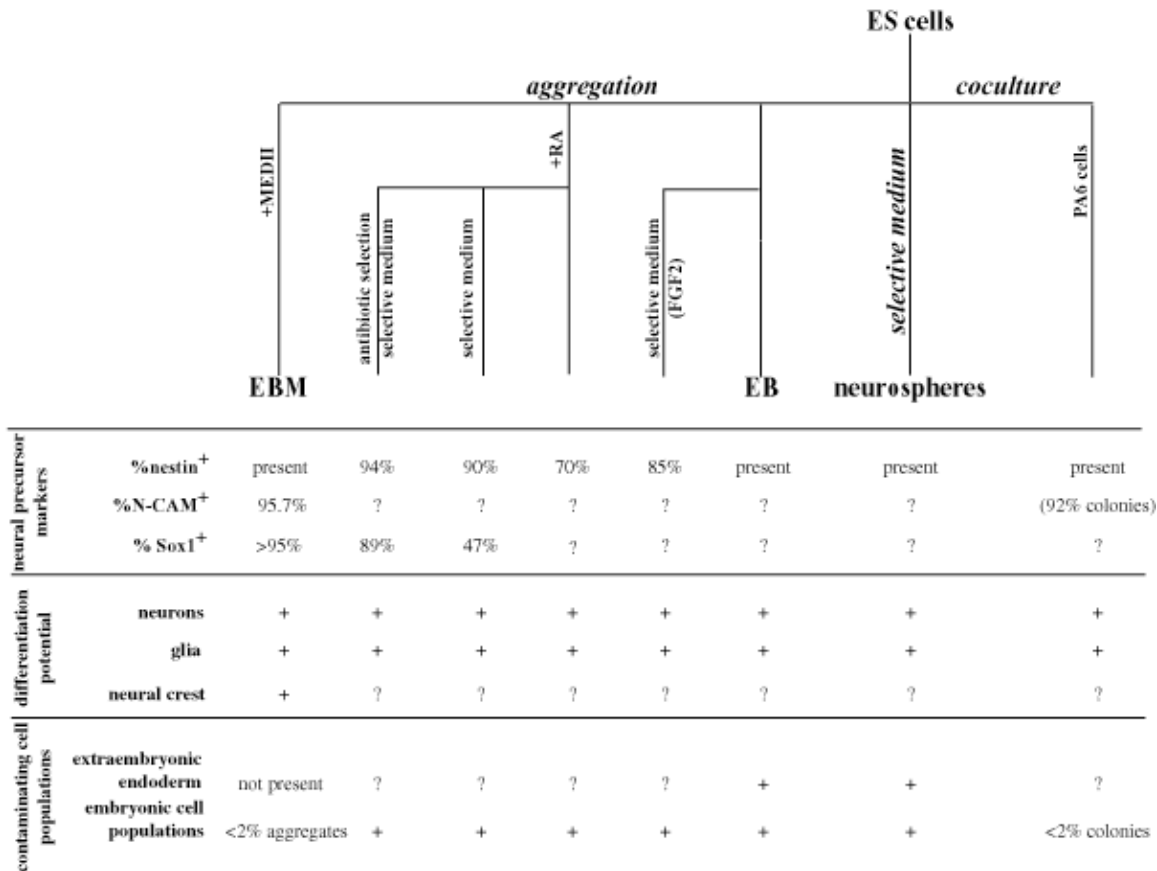 ES cells
aggregation coculture
+MEDII
+RA
PA6 cells
antibiotic selection
selective medium
selective medium
selective medium
(FGF2)
selective medium
EBM EB neurospheres
neural precursor
markers
%nestin+ present 94% 90% 70% 85% present present present
%N-CAM+ 95.7% ? ? ? ? ? ? (92% colonies)
% Sox1+ >95% 89% 47% ? ? ? ? ?
differentiation
potential
neurons + + + + + + + +
glia + + + + + + + +
neural crest + ? ? ? ? ? ? ?
contaminating cell
populations
extraembryonic
endoderm not present ? ? ? ? + + ?
embryonic cell
populations <2% aggregates + + + + + + <2% colonies